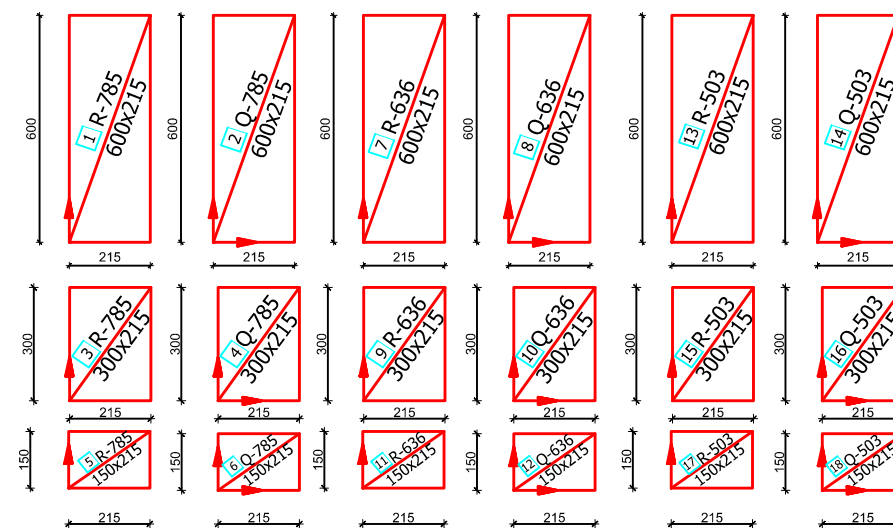 600
1 R-785
600x215
215
600
2 Q-785
600x215
215
600
7 R-636
600x215
215
600
8 Q-636
600x215
215
600
13 R-503
600x215
215
600
14 Q-503
600x215
215
300
3 R-785
300x215
215
300
4 Q-785
300x215
215
300
9 R-636
300x215
215
300
10 Q-636
300x215
215
300
15 R-503
300x215
215
300
16 Q-503
300x215
215
150
5 R-785
150x215
215
150
6 Q-785
150x215
215
150
11 R-636
150x215
215
150
12 Q-636
150x215
215
150
17 R-503
150x215
215
150
18 Q-503
150x215
215